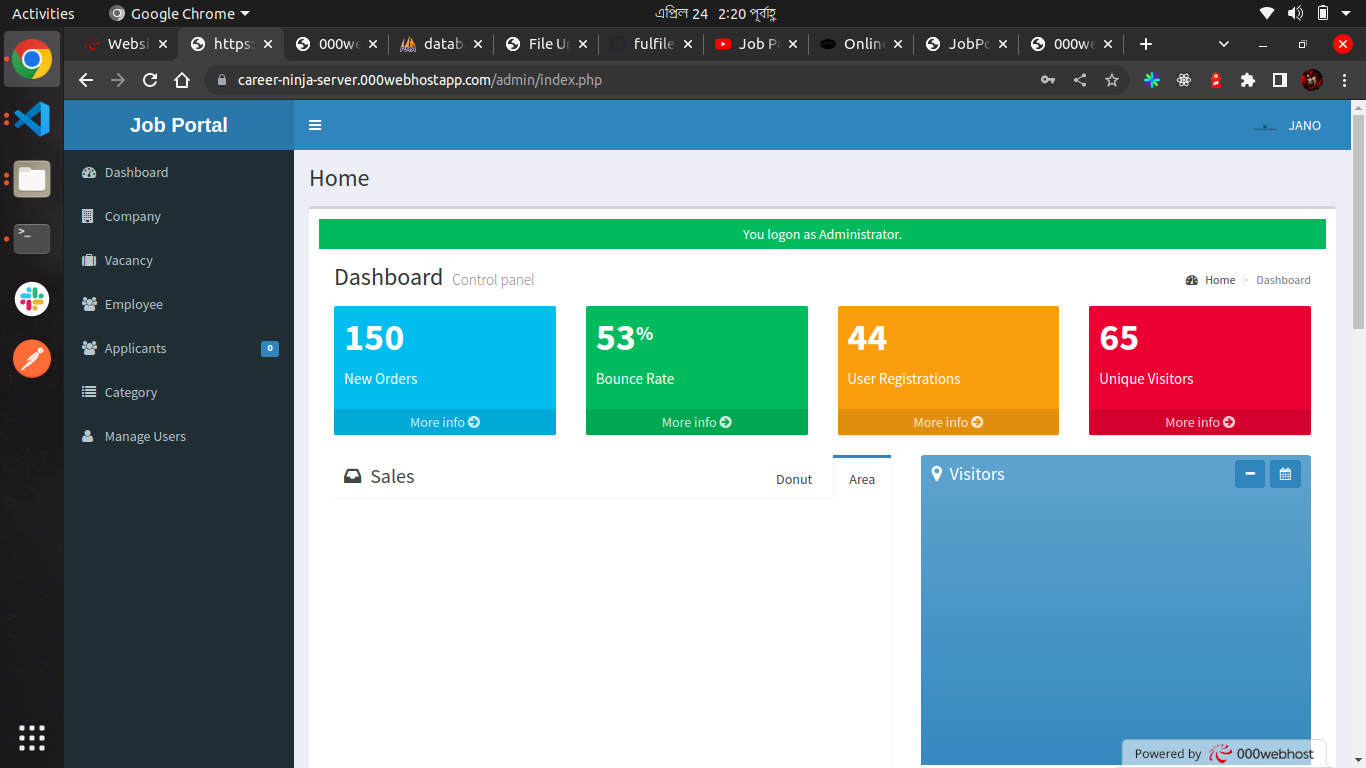 Activities Google Chrome এপ্রিল 24 2:20 পূর্বাহ্ণ
Websi https: 000we datab File Ur fulfile Job Po Online JobPo 000we
career-ninja-server.000webhostapp.com/admin/index.php
Job Portal JANO
Dashboard
Company
Vacancy
Employee
Applicants 0
Category
Manage Users
Home
You logon as Administrator.
Dashboard Control panel Home > Dashboard
150 53% 44 65
New Orders Bounce Rate User Registrations Unique Visitors
More info More info More info More info
Sales Donut Area Visitors
Powered by 000webhost